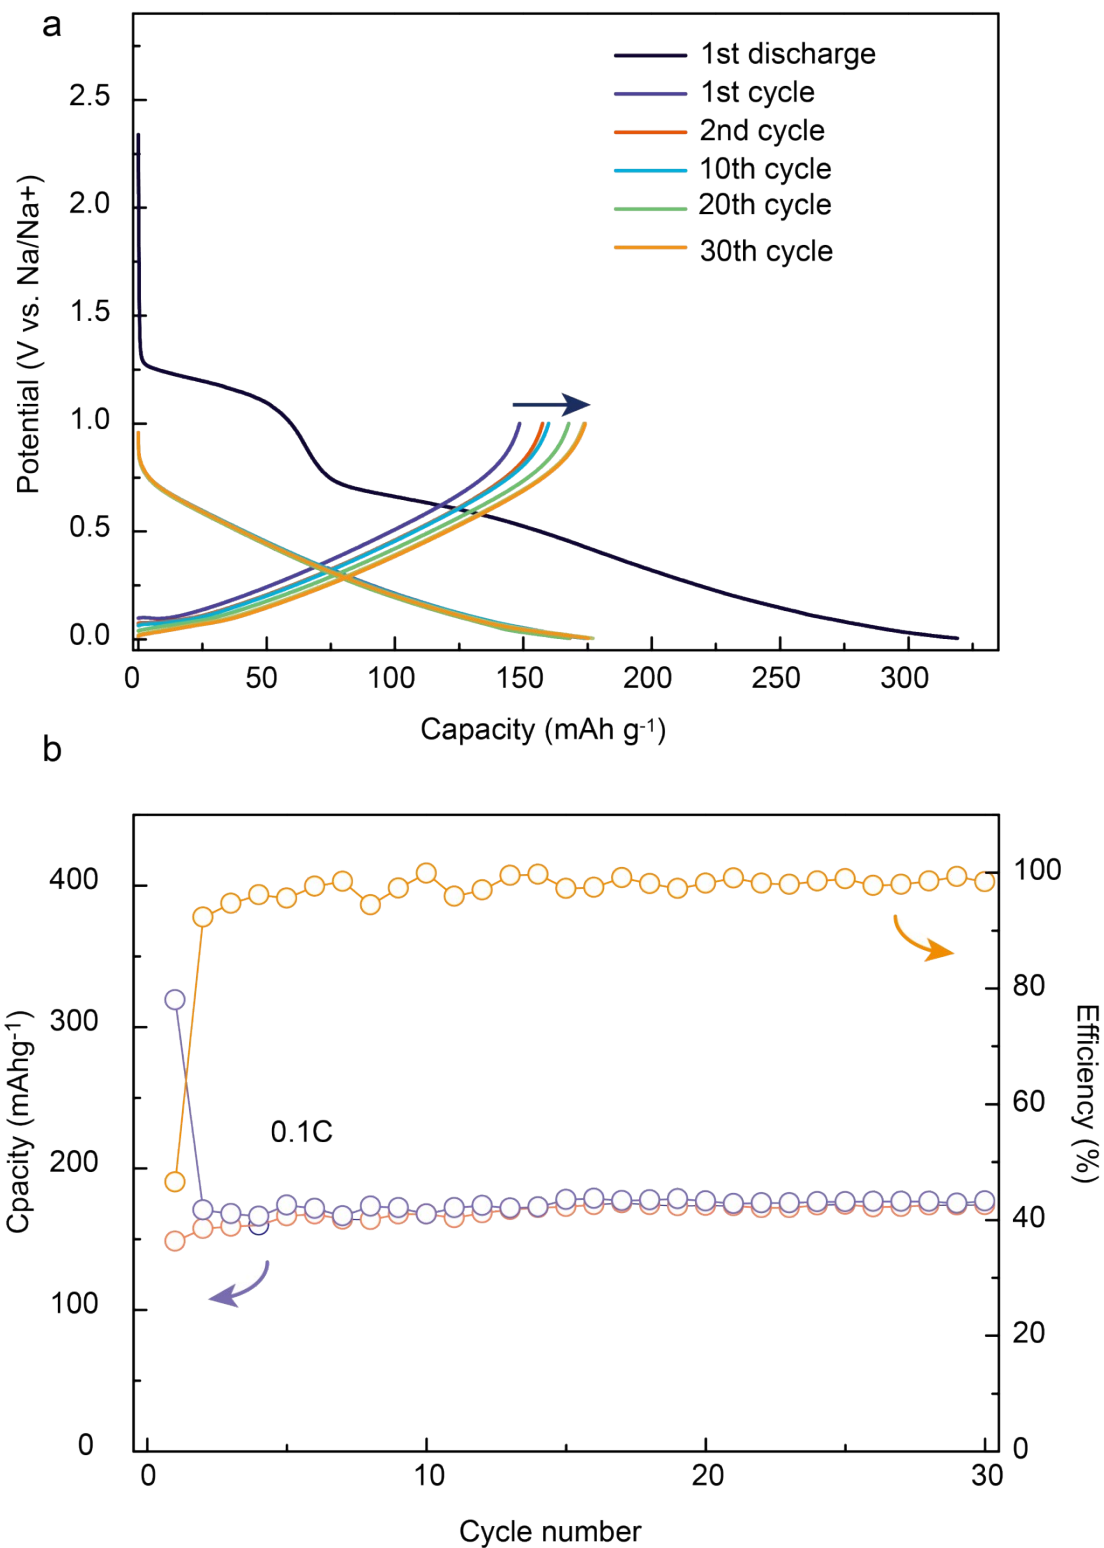 a
1st discharge
1st cycle
2nd cycle
10th cycle
20th cycle
30th cycle
2.5
2.0
1.5
1.0
0.5
0.0
Potential (V vs. Na/Na+)
0 50 100 150 200 250 300
Capacity (mAh g-1)
b
400
300
200
100
0
Cpacity (mAhg-1)
0.1C
100
80
60
40
20
0
Efficiency (%)
0 10 20 30
Cycle number